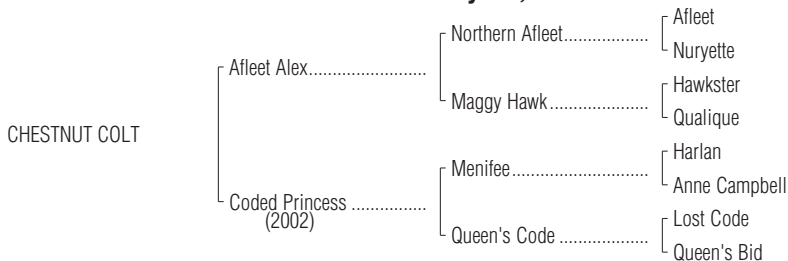 Afleet
Northern Afleet..................
Nuryette
Afleet Alex..........................
Hawkster
Maggy Hawk.....................
Qualique
CHESTNUT COLT
Harlan
Menifee.............................
Anne Campbell
Coded Princess ................
(2002)
Lost Code
Queen's Code ...................
Queen's Bid